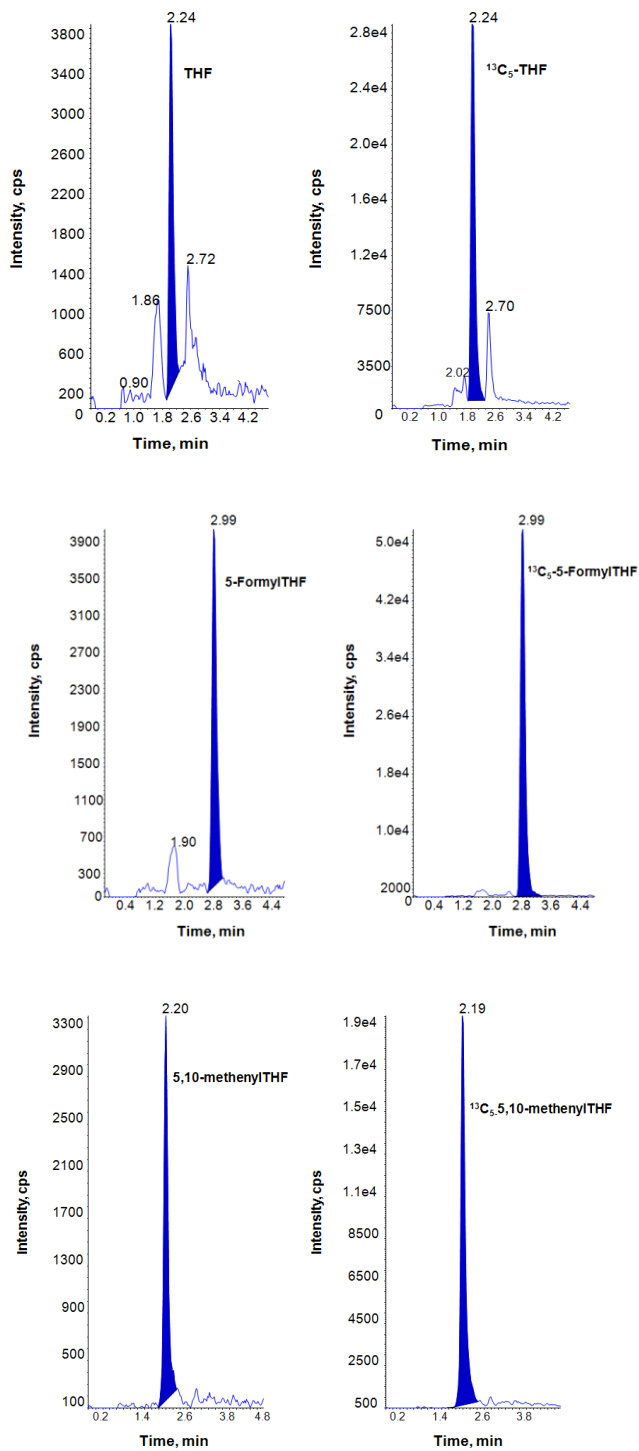 2.24
3800
3400
3000
2600
2200
1800
1400
1000
600
200
0
Intensity, cps
THF
1.86
2.72
0.90
0.2 1.0 1.8 2.6 3.4 4.2
Time, min
2.24
2.8e4
2.4e4
2.0e4
1.6e4
1.2e4
7500
3500
0
Intensity, cps
¹³C₅-THF
2.02
2.70
0.2 1.0 1.8 2.6 3.4 4.2
Time, min
2.99
3900
3500
3100
2700
2300
1900
1500
1100
700
300
0
Intensity, cps
5-FormylTHF
1.90
0.4 1.2 2.0 2.8 3.6 4.4
Time, min
2.99
5.0e4
4.2e4
3.4e4
2.6e4
1.8e4
1.0e4
2000
0
Intensity, cps
¹³C₅-5-FormylTHF
0.4 1.2 2.0 2.8 3.6 4.4
Time, min
2.20
3300
2900
2500
2100
1700
1300
900
500
100
Intensity, cps
5,10-methenylTHF
0.2 1.4 2.6 3.8 4.8
Time, min
2.19
1.9e4
1.7e4
1.5e4
1.3e4
1.1e4
8500
6500
4500
2500
500
Intensity, cps
¹³C₅-5,10-methenylTHF
0.2 1.4 2.6 3.8
Time, min